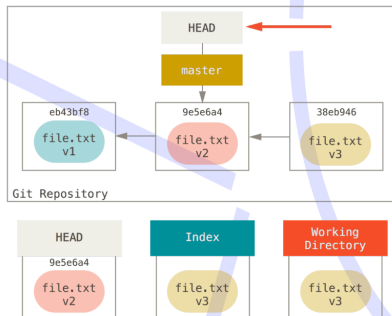 HEAD
master
eb43bf8
9e5e6a4
38eb946
file.txt
v1
file.txt
v2
file.txt
v3
Git Repository
HEAD
Index
Working
Directory
9e5e6a4
file.txt
v2
file.txt
v3
file.txt
v3